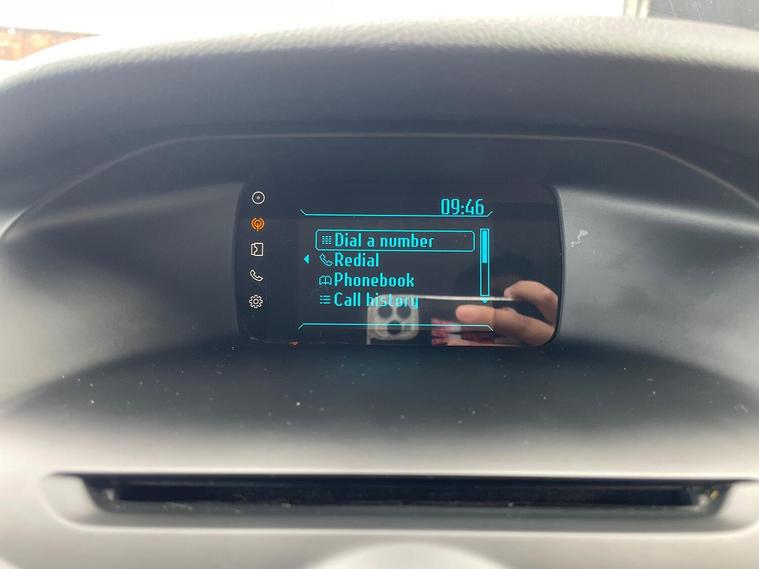 09:46
Dial a number
Redial
Phonebook
Call history